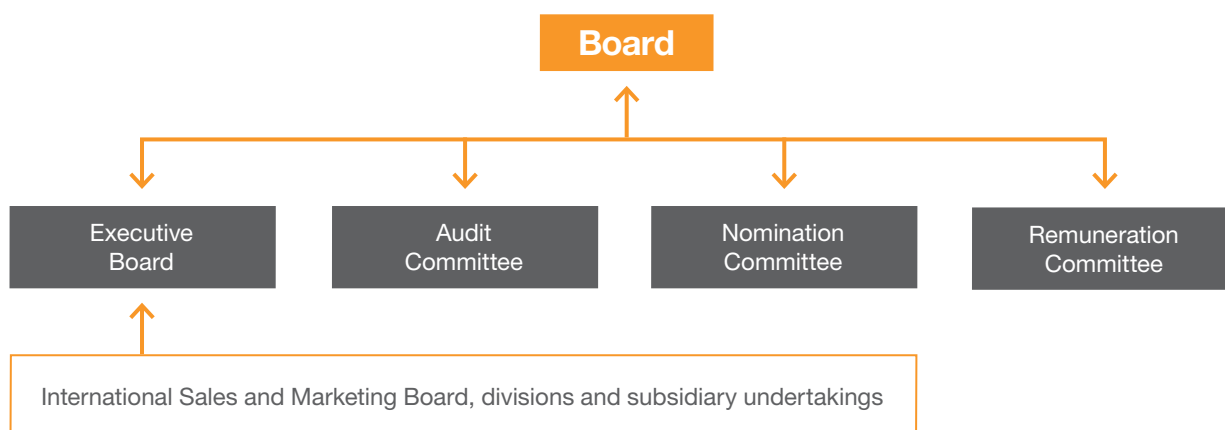 Board
Executive
Board
Audit
Committee
Nomination
Committee
Remuneration
Committee
International Sales and Marketing Board, divisions and subsidiary undertakings